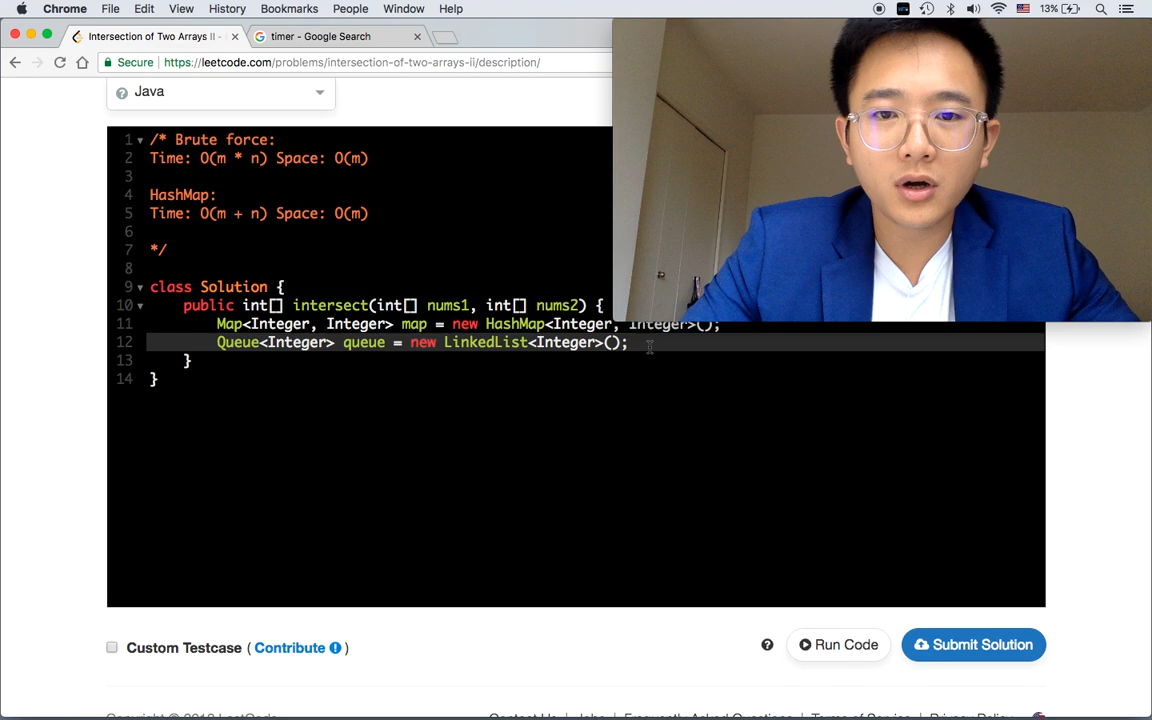 Chrome File Edit View History Bookmarks People Window Help 13%
Intersection of Two Arrays II - timer - Google Search
Secure https://leetcode.com/problems/intersection-of-two-arrays-ii/description/
Java
1 /* Brute force:
2 Time: O(m * n) Space: O(m)
3
4 HashMap:
5 Time: O(m + n) Space: O(m)
6
7 */
8
9 class Solution {
10 public int[] intersect(int[] nums1, int[] nums2) {
11 Map<Integer, Integer> map = new HashMap<Integer, Integer>();
12 Queue<Integer> queue = new LinkedList<Integer>();
13 }
14 }
Custom Testcase ( Contribute ) Run Code Submit Solution